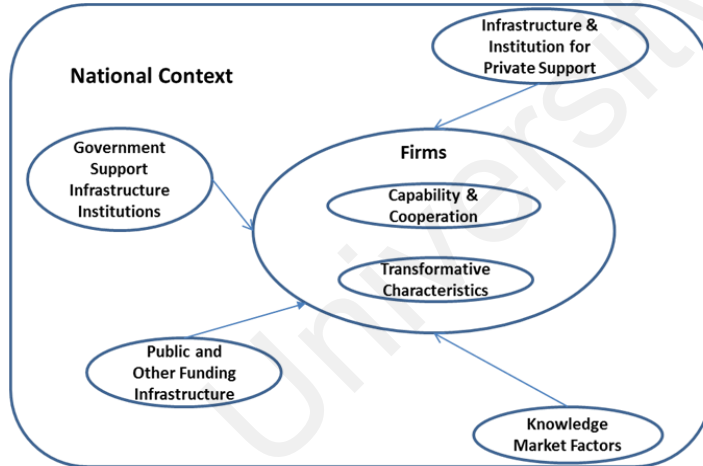 Infrastructure &
Institution for
Private Support
National Context
Government
Support
Infrastructure
Institutions
Firms
Capability &
Cooperation
Transformative
Characteristics
Public and
Other Funding
Infrastructure
Knowledge
Market Factors
University